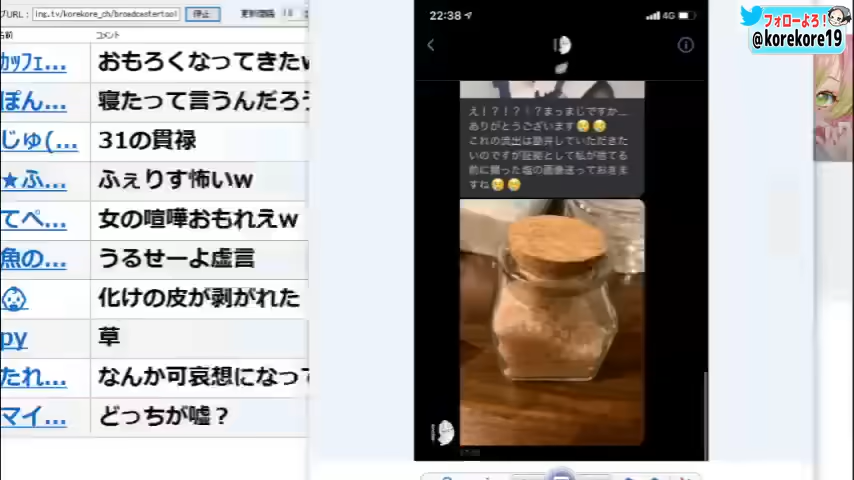 URL：
ing.tv/korekore_ch/broadcastertool
停止
更新間隔
コメント
カッフェ...
おもろくなってきたw
ぽん...
寝たって言うんだろう
じゅ(...
31の貫禄
★ふ...
ふぇりす怖いw
てぺ...
女の喧嘩おもれえw
魚の...
うるせーよ虚言
化けの皮が剥がれた
py
草
たれ...
なんか可哀想になって
マイ...
どっちが嘘？
22:38
4G
え！？！？！？まっまじですか...
ありがとうございます🥺🥺
これの流出は勘弁していただきた
いのですが証拠として私が捨てる
前に撮った塩の画像送っておきま
すね🥺🥺
フォローよろ！
@korekore19